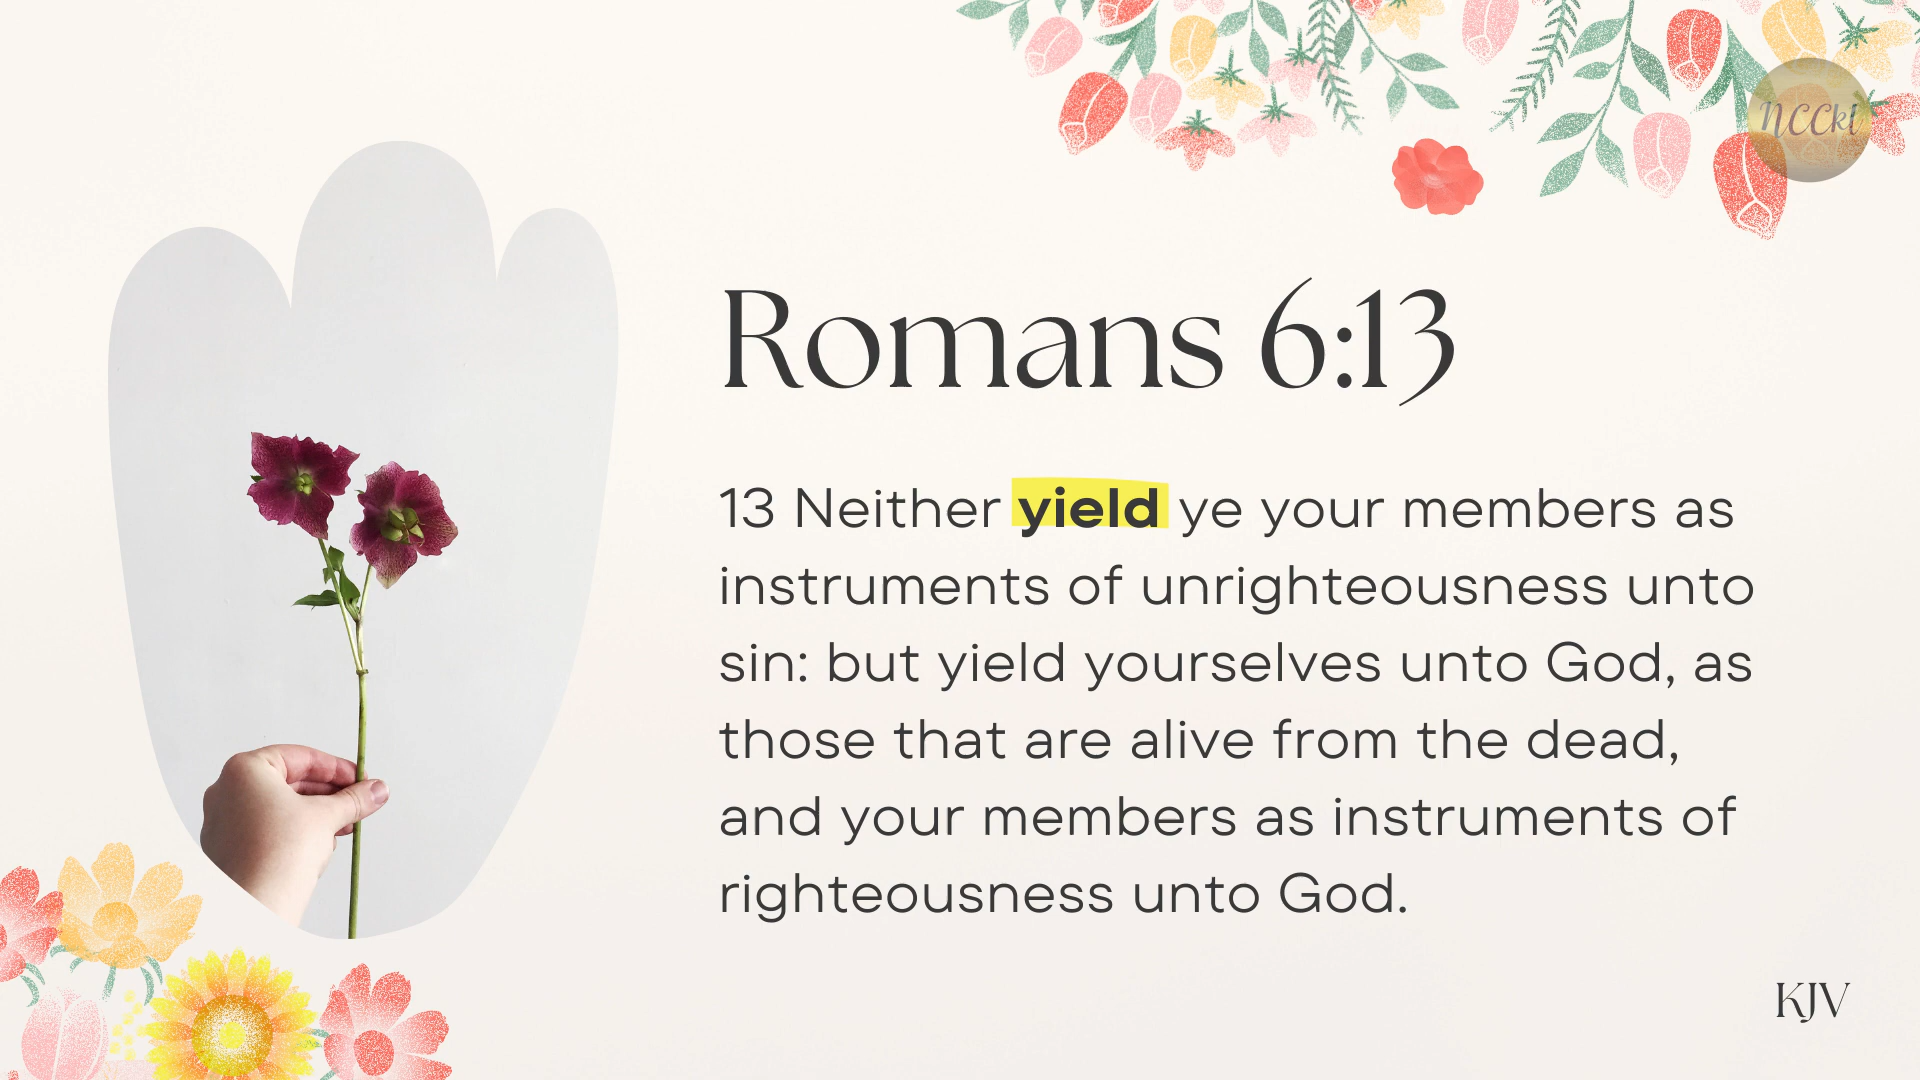 NCCkl
Romans 6:13
13 Neither yield ye your members as
instruments of unrighteousness unto
sin: but yield yourselves unto God, as
those that are alive from the dead,
and your members as instruments of
righteousness unto God.
KJV